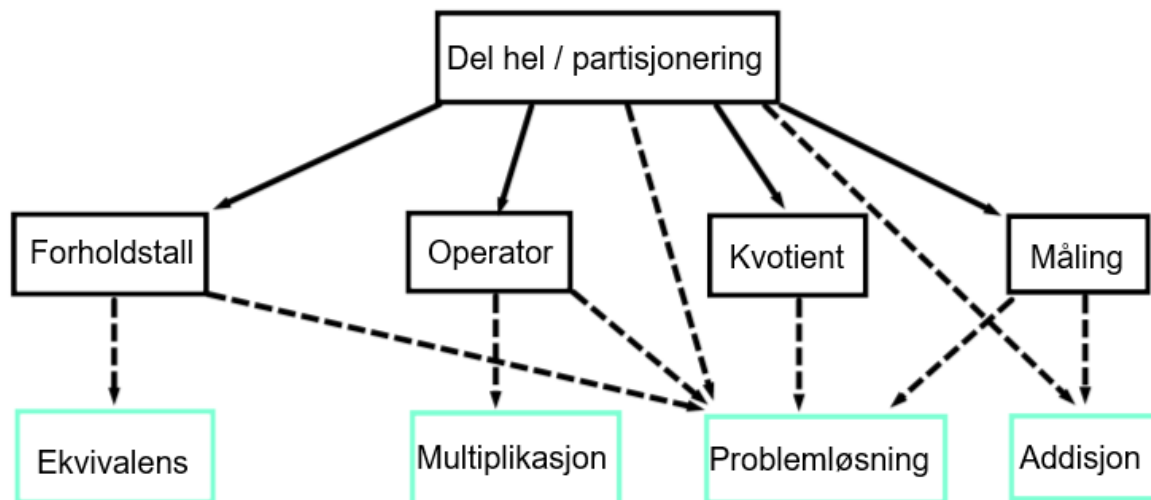 Del hel / partisjonering
Forholdstall
Operator
Kvotient
Måling
Ekvivalens
Multiplikasjon
Problemløsning
Addisjon